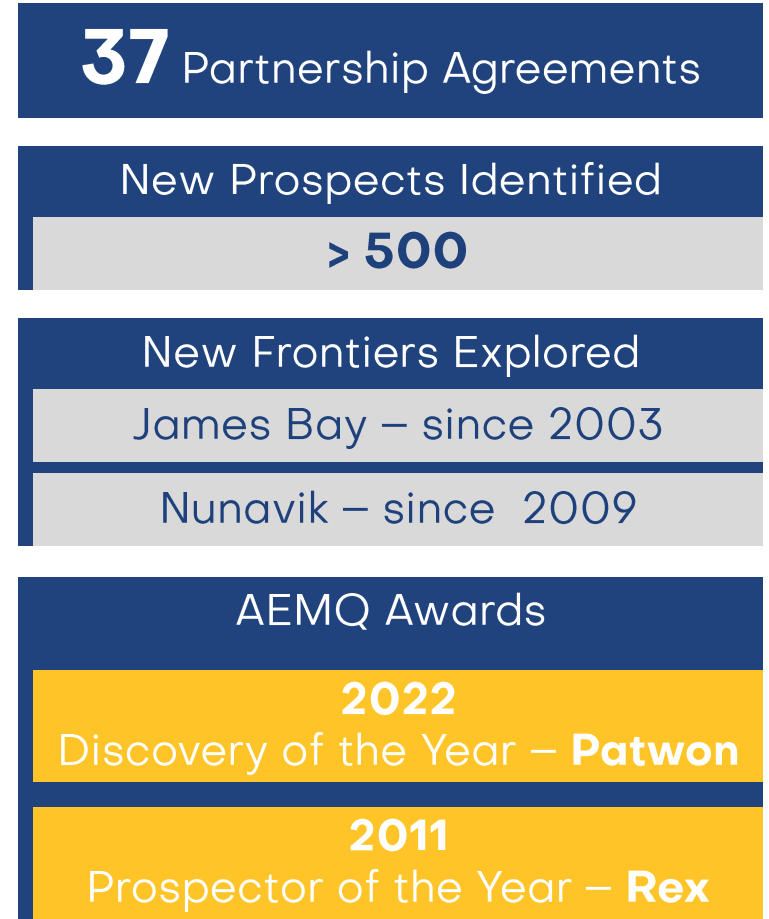 37 Partnership Agreements
New Prospects Identified
> 500
New Frontiers Explored
James Bay – since 2003
Nunavik – since  2009
AEMQ Awards
2022
Discovery of the Year – Patwon
2011
Prospector of the Year – Rex